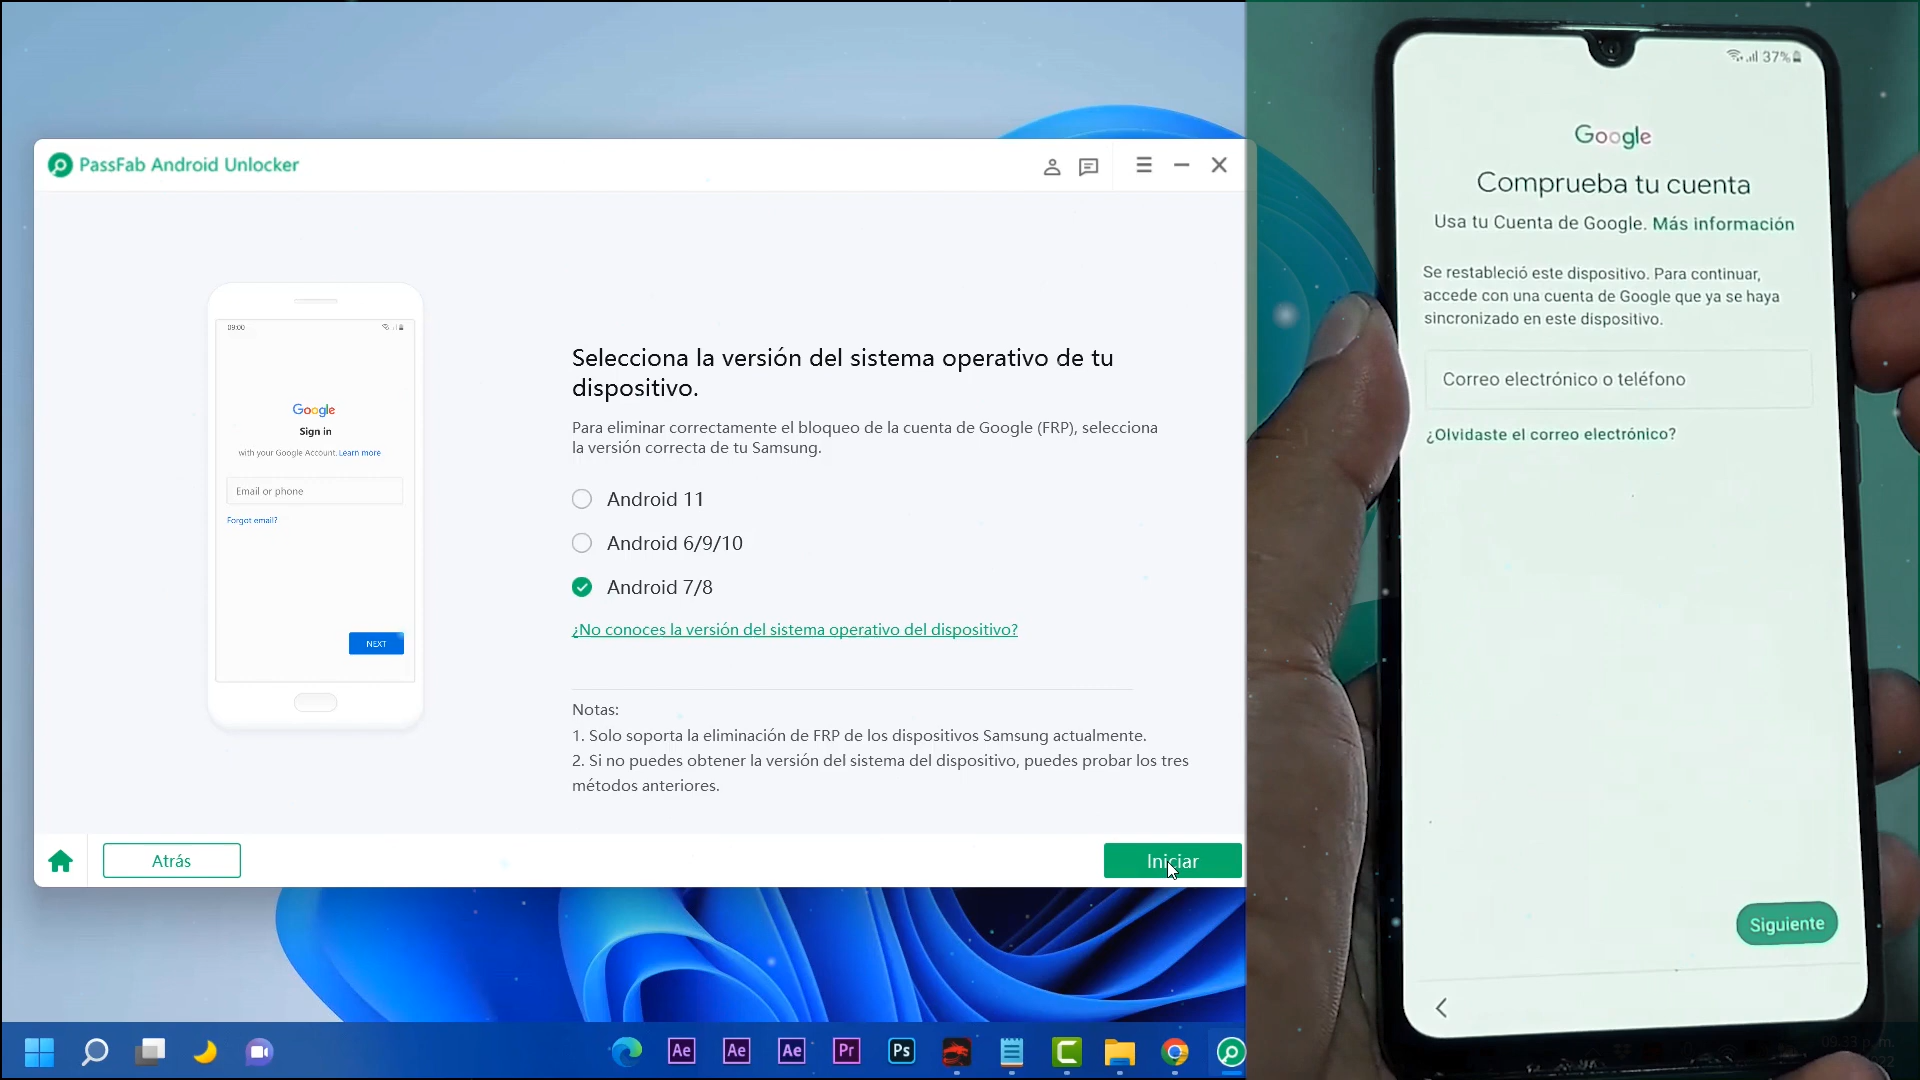 PassFab Android Unlocker
09:00
Google
Sign in
with your Google Account. Learn more
Email or phone
Forgot email?
NEXT
Selecciona la versión del sistema operativo de tu
dispositivo.
Para eliminar correctamente el bloqueo de la cuenta de Google (FRP), selecciona
la versión correcta de tu Samsung.
Android 11
Android 6/9/10
Android 7/8
¿No conoces la versión del sistema operativo del dispositivo?
Notas:
1. Solo soporta la eliminación de FRP de los dispositivos Samsung actualmente.
2. Si no puedes obtener la versión del sistema del dispositivo, puedes probar los tres
métodos anteriores.
Atrás
Iniciar
Ae
Ae
Ae
Pr
Ps
37%
Google
Comprueba tu cuenta
Usa tu Cuenta de Google. Más información
Se restableció este dispositivo. Para continuar,
accede con una cuenta de Google que ya se haya
sincronizado en este dispositivo.
Correo electrónico o teléfono
¿Olvidaste el correo electrónico?
Siguiente